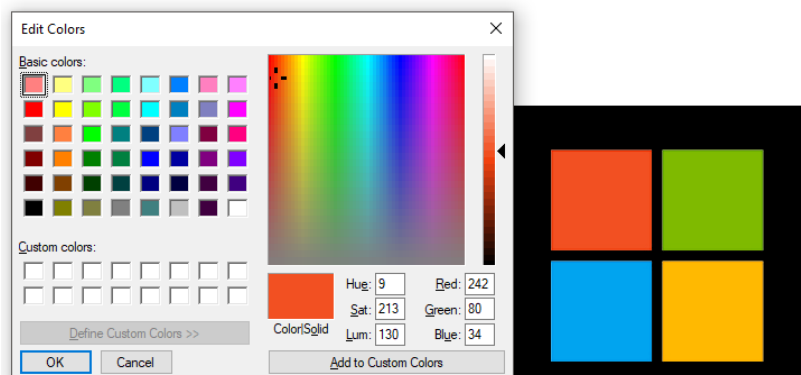 Edit Colors
Basic colors:
Custom colors:
Define Custom Colors >>
OK Cancel
Color|Solid
Hue: 9 Red: 242
Sat: 213 Green: 80
Lum: 130 Blue: 34
Add to Custom Colors